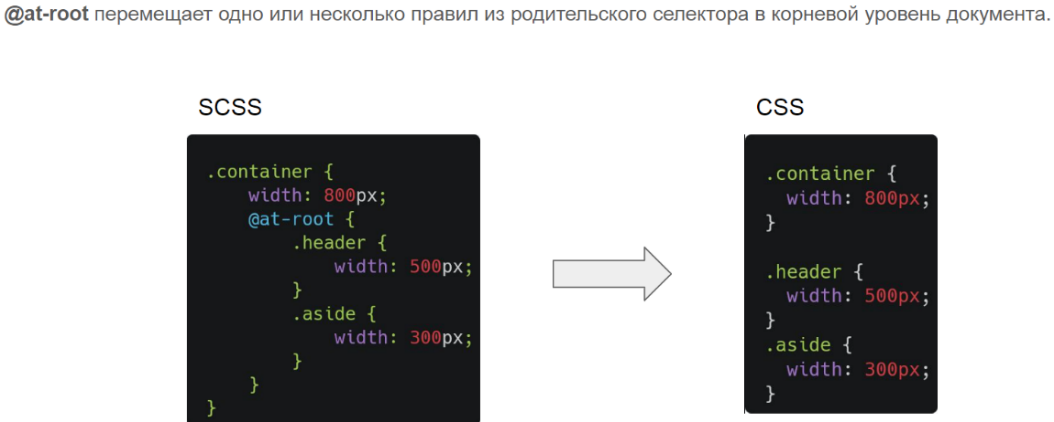 @at-root перемещает одно или несколько правил из родительского селектора в корневой уровень документа.
SCSS
.container {
    width: 800px;
    @at-root {
        .header {
            width: 500px;
        }
        .aside {
            width: 300px;
        }
    }
}
CSS
.container {
  width: 800px;
}
.header {
  width: 500px;
}
.aside {
  width: 300px;
}